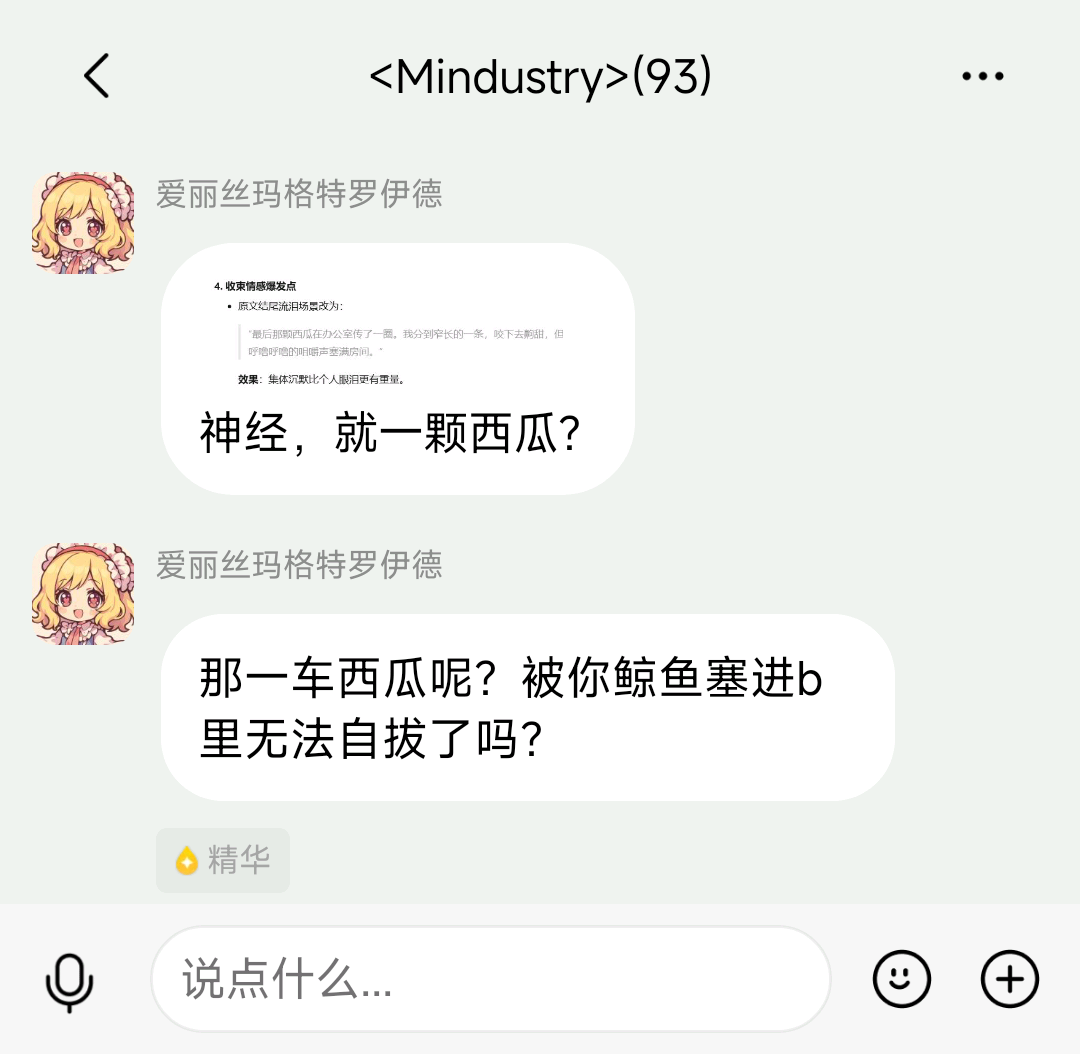 <Mindustry>(93)
爱丽丝玛格特罗伊德
4. 收束情感爆发点
• 原文结尾流泪场景改为：
“最后那颗西瓜在办公室传了一圈。我分到窄长的一条，咬下去齁甜，但
呼噜呼噜的咀嚼声塞满房间。”
效果：集体沉默比个人眼泪更有重量。
神经，就一颗西瓜？
爱丽丝玛格特罗伊德
那一车西瓜呢？被你鲸鱼塞进b
里无法自拔了吗？
精华
说点什么...